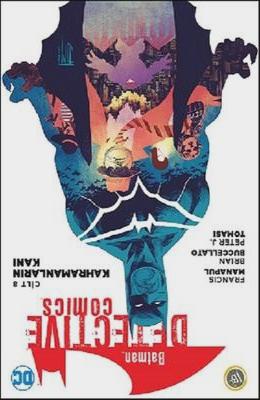 Batman
DETECTIVE
COMICS
CİLT 8
KAHRAMANLARIN
KANI
FRANCIS
MANAPUL
BRIAN
BUCCELLATO
PETER J.
TOMASI
DC